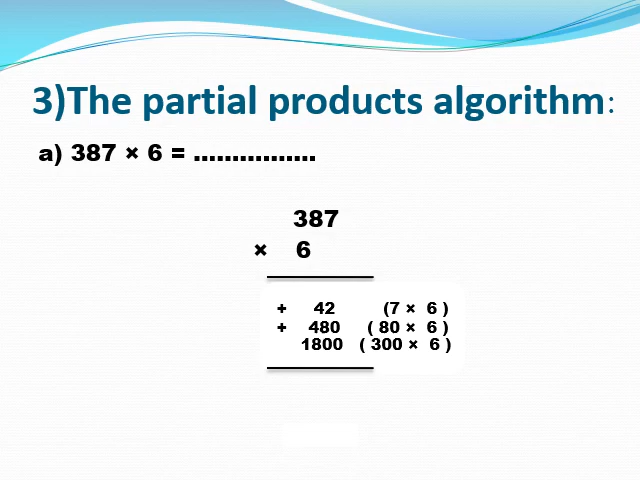 3)The partial products algorithm:
a) 387 × 6 = ................
387
× 6
+ 42 (7 × 6 )
+ 480 ( 80 × 6 )
1800 ( 300 × 6 )